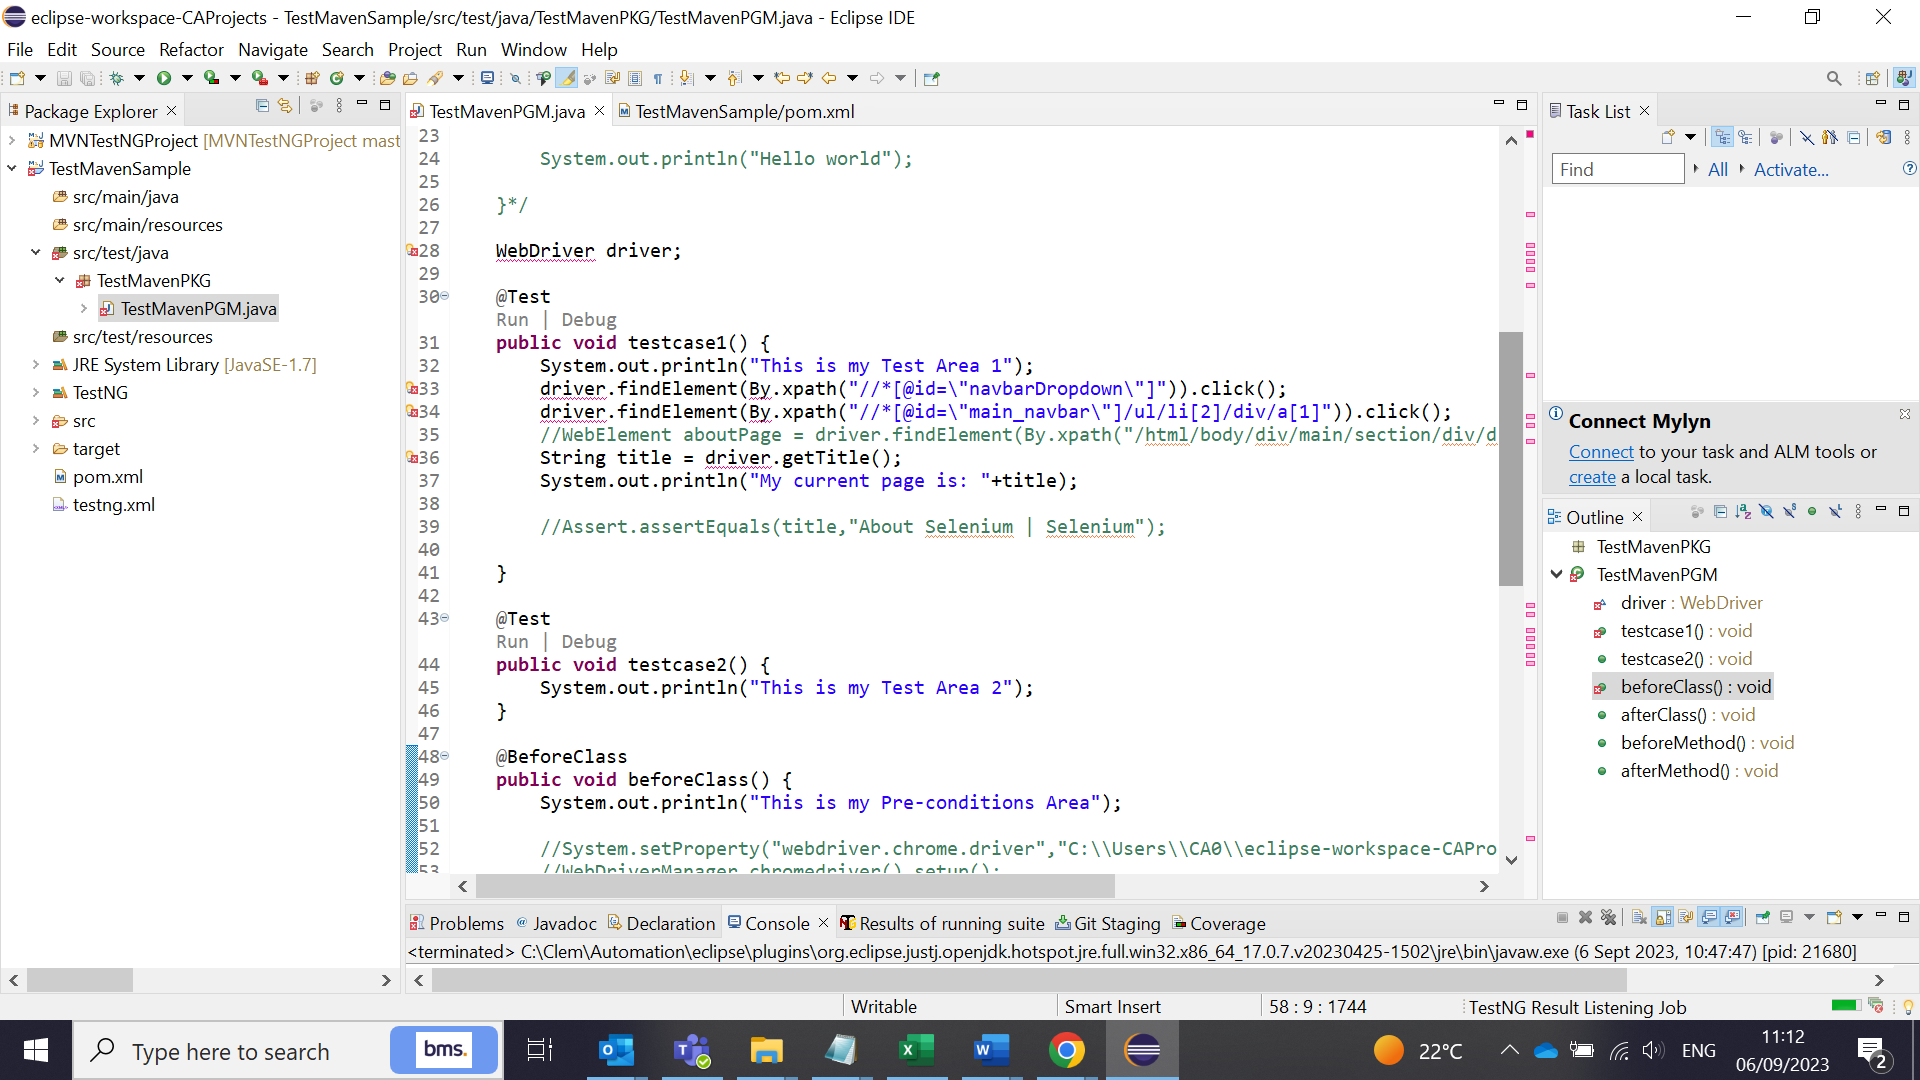 eclipse-workspace-CAProjects - TestMavenSample/src/test/java/TestMavenPKG/TestMavenPGM.java - Eclipse IDE
File Edit Source Refactor Navigate Search Project Run Window Help
Package Explorer
MVNTestNGProject [MVNTestNGProject mast
TestMavenSample
src/main/java
src/main/resources
src/test/java
TestMavenPKG
TestMavenPGM.java
src/test/resources
JRE System Library [JavaSE-1.7]
TestNG
src
target
pom.xml
testng.xml
TestMavenPGM.java
TestMavenSample/pom.xml
23
24 System.out.println("Hello world");
25
26 }*/
27
28 WebDriver driver;
29
30 @Test
Run | Debug
31 public void testcase1() {
32 System.out.println("This is my Test Area 1");
33 driver.findElement(By.xpath("//*[@id=\"navbarDropdown\"]")).click();
34 driver.findElement(By.xpath("//*[@id=\"main_navbar\"]/ul/li[2]/div/a[1]")).click();
35 //WebElement aboutPage = driver.findElement(By.xpath("/html/body/div/main/section/div/d
36 String title = driver.getTitle();
37 System.out.println("My current page is: "+title);
38
39 //Assert.assertEquals(title,"About Selenium | Selenium");
40
41 }
42
43 @Test
Run | Debug
44 public void testcase2() {
45 System.out.println("This is my Test Area 2");
46 }
47
48 @BeforeClass
49 public void beforeClass() {
50 System.out.println("This is my Pre-conditions Area");
51
52 //System.setProperty("webdriver.chrome.driver","C:\\Users\\CA0\\eclipse-workspace-CAPro
53 //WebDriverManager.chromedriver().setup();
Task List
Find All Activate...
Connect Mylyn
Connect to your task and ALM tools or
create a local task.
Outline
TestMavenPKG
TestMavenPGM
driver : WebDriver
testcase1() : void
testcase2() : void
beforeClass() : void
afterClass() : void
beforeMethod() : void
afterMethod() : void
Problems @ Javadoc Declaration Console Results of running suite Git Staging Coverage
<terminated> C:\Clem\Automation\eclipse\plugins\org.eclipse.justj.openjdk.hotspot.jre.full.win32.x86_64_17.0.7.v20230425-1502\jre\bin\javaw.exe (6 Sept 2023, 10:47:47) [pid: 21680]
Writable Smart Insert 58 : 9 : 1744 TestNG Result Listening Job
Type here to search bms. 22°C ENG 11:12
06/09/2023
2